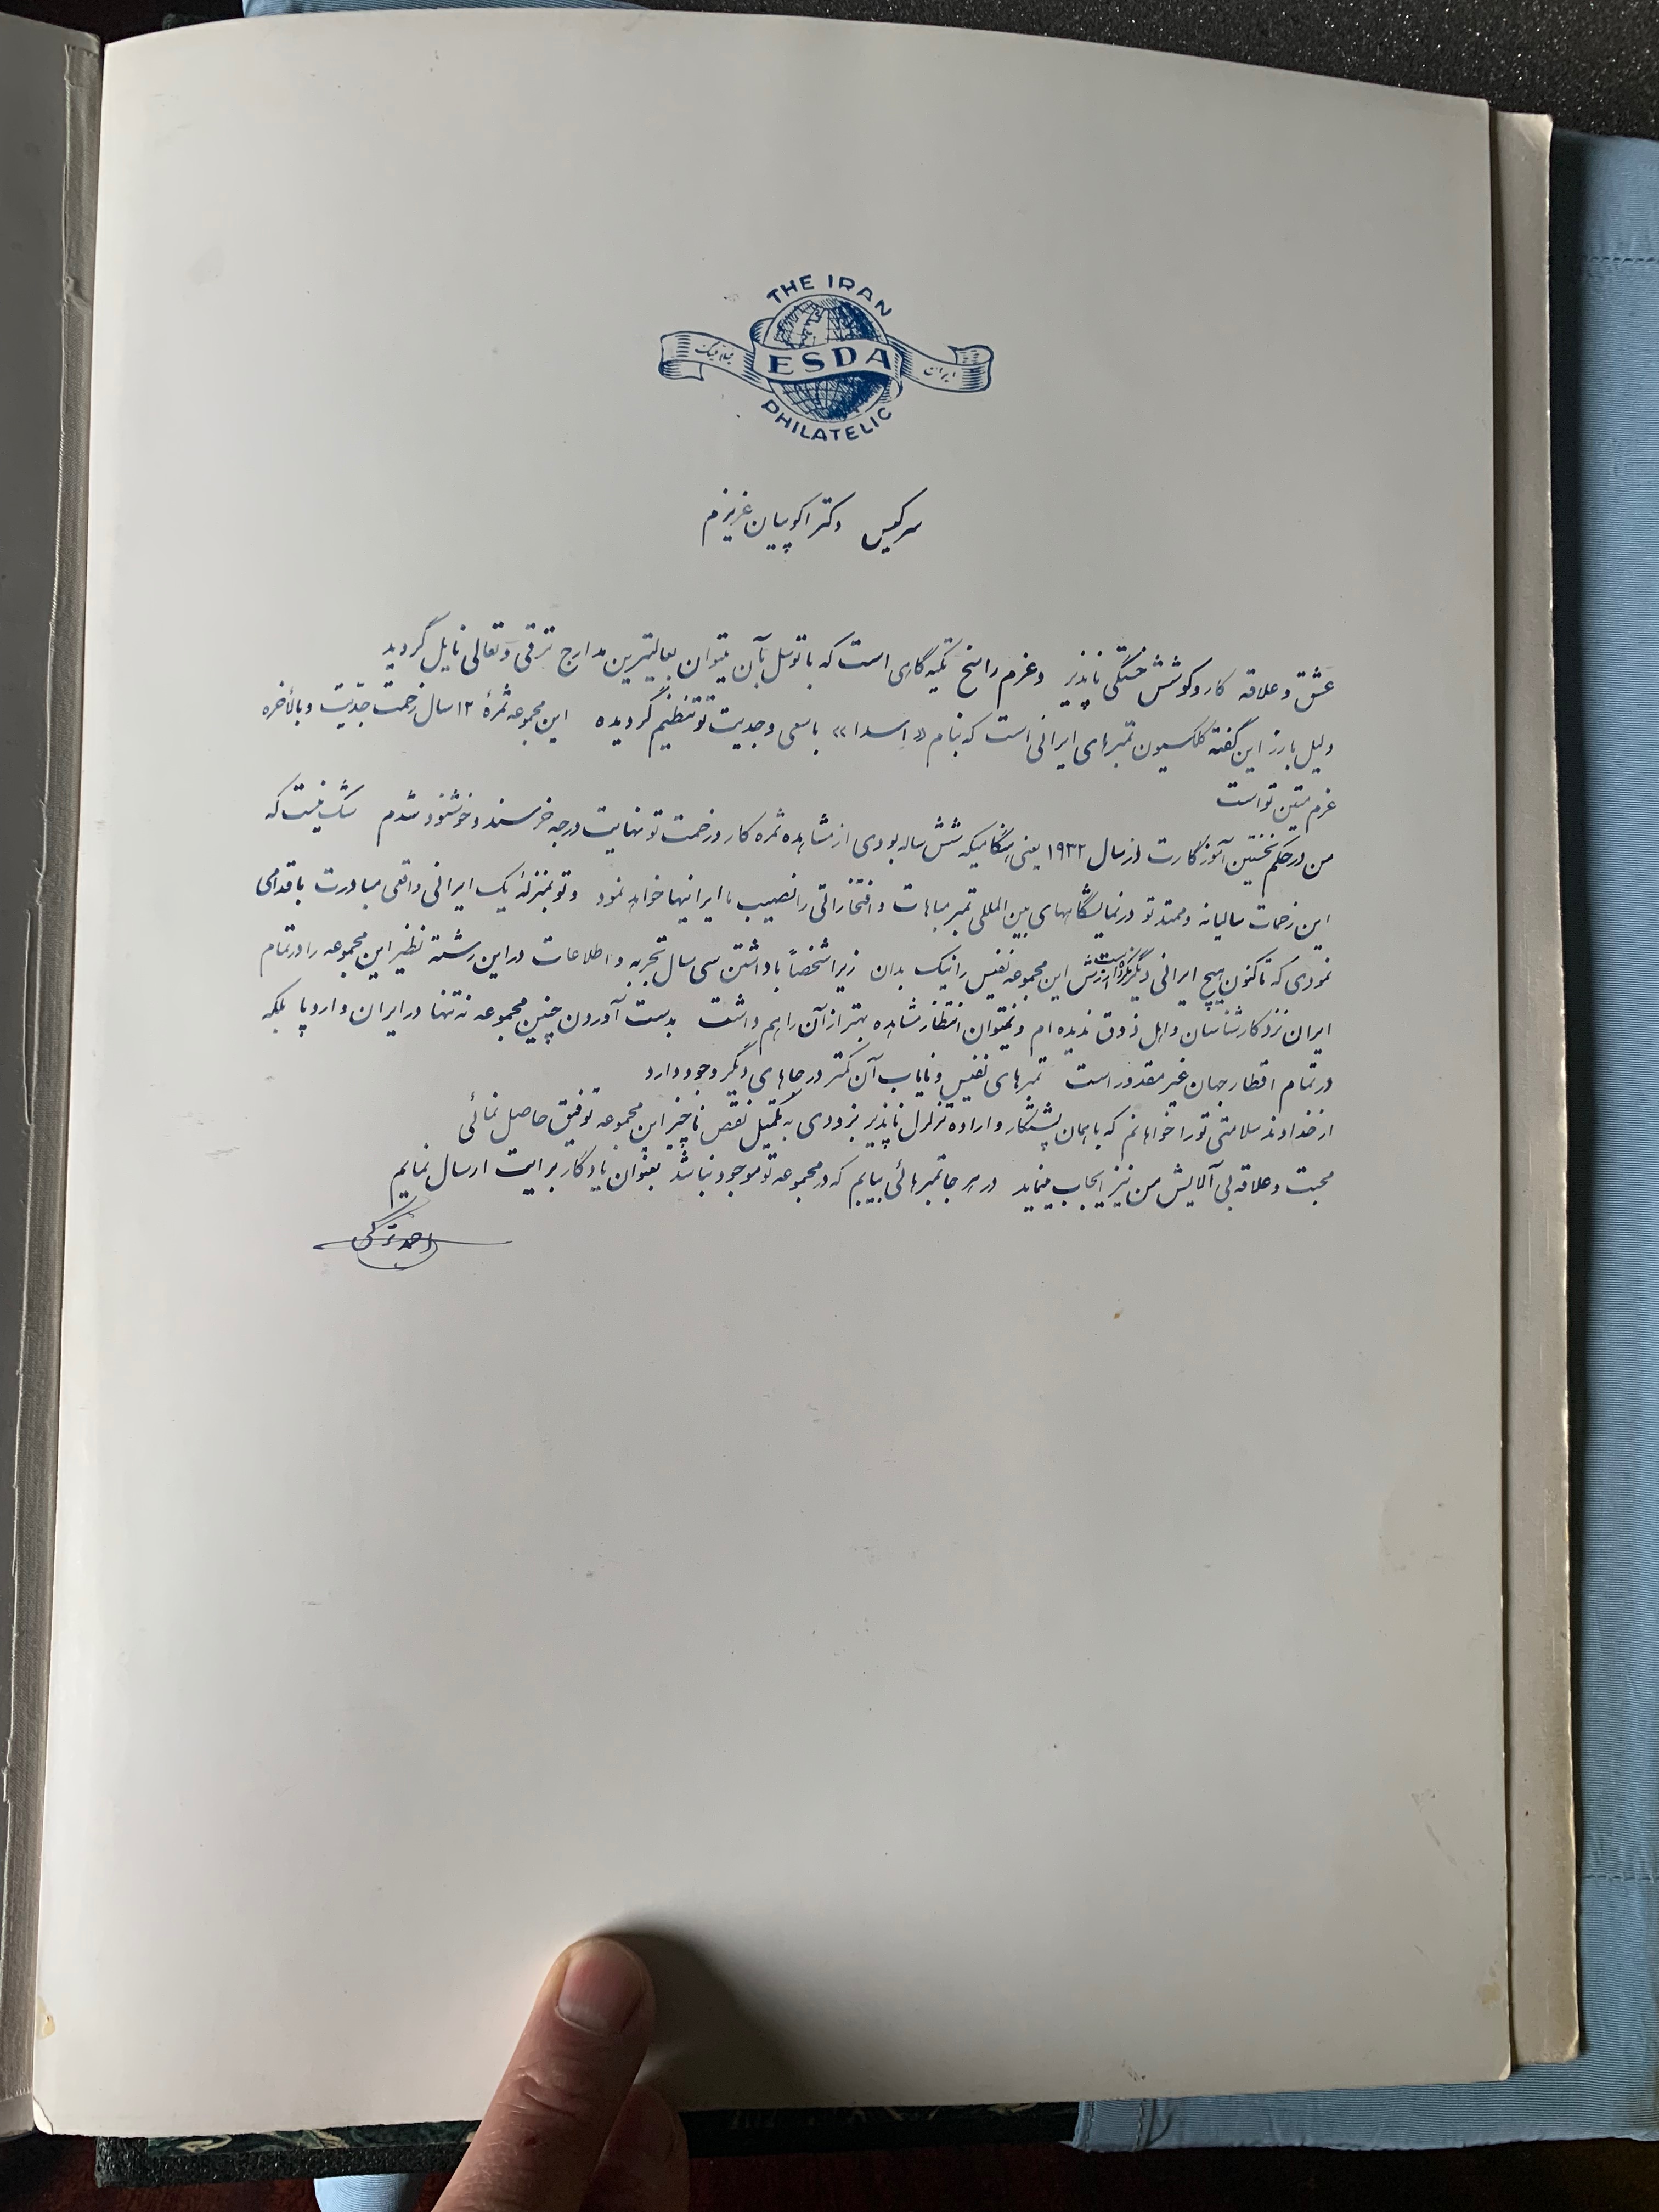 THE IRAN
ایران ESDA فیلاتلیک
PHILATELIC
سرکیس دکتر اکوپیان عزیزم
عشق و علاقه کار و کوشش خستگی ناپذیر و عزم راسخ تکیه گاهی است که با توسل بآن میتوان بعالیترین مدارج ترقی و تعالی نایل گردید
دلیل بارز این گفته کلکسیون تمبرهای ایرانی است که بنام «اسدا» با سعی و جدیت تو تنظیم گردیده این مجموعه ثمرهٔ ۱۲ سال زحمت جدیت و بالاخره
عزم متین تو است
من در حکم نخستین آموزگارت از سال ۱۹۳۲ یعنی هنگامیکه شش ساله بودی از مشاهده ثمره کار و زحمت تو نهایت درجه خرسند و خوشنود شدم شک نیست که
این زحمات سالیانه و ممتد تو در نمایشگاههای بین المللی تمبر مباهات و افتخاراتی را نصیب ما ایرانیها خواهد نمود و تو بمنزلهٔ یک ایرانی واقعی مبادرت باقدامی
نمودی که تاکنون هیچ ایرانی دیگر نکرده است ارزش این مجموعه نفیس را نیک بدان زیرا شخصاً با داشتن سی سال تجربه و اطلاعات در این رشته نظیر این مجموعه را در تمام
ایران نزد کارشناسان و اهل ذوق ندیده ام و نمیتوان انتظار مشاهده بهتر از آن را هم داشت بدست آوردن چنین مجموعه نه تنها در ایران و اروپا بلکه
در تمام اقطار جهان غیر مقدور است تمبرهای نفیس و نایاب آن کمتر در جاهای دیگر وجود دارد
از خداوند سلامتی تو را خواهانم که با همان پشتکار و اراده تزلزل ناپذیر بزودی به تکمیل نقص ناچیز این مجموعه توفیق حاصل نمائی
محبت و علاقه بی آلایش من نیز ایجاب مینماید در هر جا تمبرهائی بیابم که در مجموعه تو موجود نباشد بعنوان یادگار برایت ارسال نمایم
احمد ترکی